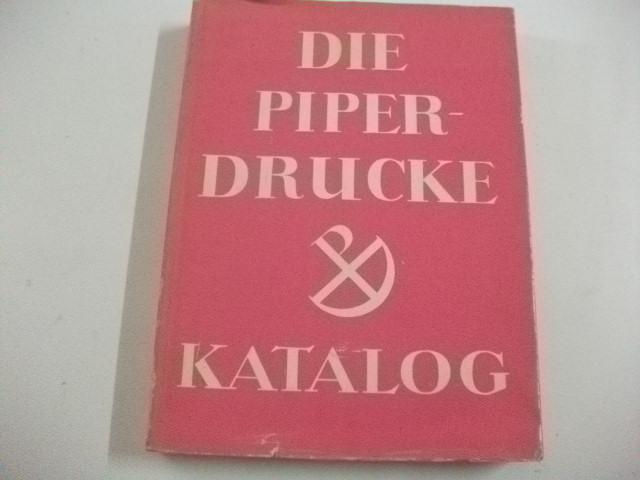 DIE
PIPER-
DRUCKE
KATALOG